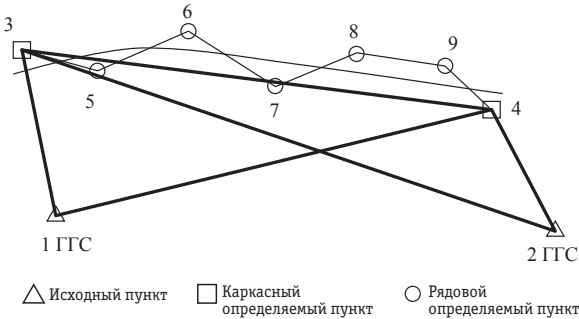 3
6
8
9
5
7
4
1 ГГС
2 ГГС
Исходный пункт
Каркасный
определяемый пункт
Рядовой
определяемый пункт